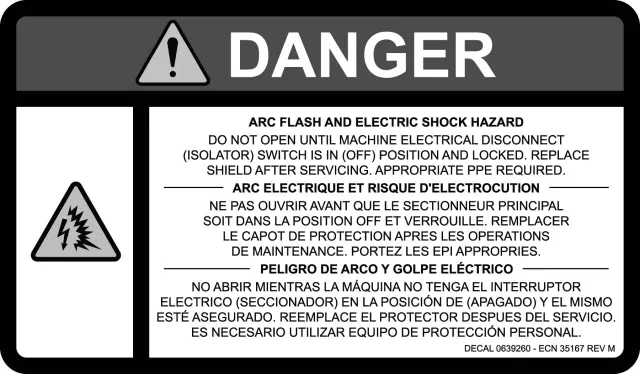 DANGER
ARC FLASH AND ELECTRIC SHOCK HAZARD
DO NOT OPEN UNTIL MACHINE ELECTRICAL DISCONNECT
(ISOLATOR) SWITCH IS IN (OFF) POSITION AND LOCKED. REPLACE
SHIELD AFTER SERVICING. APPROPRIATE PPE REQUIRED.
ARC ELECTRIQUE ET RISQUE D'ELECTROCUTION
NE PAS OUVRIR AVANT QUE LE SECTIONNEUR PRINCIPAL
SOIT DANS LA POSITION OFF ET VERROUILLE. REMPLACER
LE CAPOT DE PROTECTION APRES LES OPERATIONS
DE MAINTENANCE. PORTEZ LES EPI APPROPRIES.
PELIGRO DE ARCO Y GOLPE ELÉCTRICO
NO ABRIR MIENTRAS LA MÁQUINA NO TENGA EL INTERRUPTOR
ELECTRICO (SECCIONADOR) EN LA POSICIÓN DE (APAGADO) Y EL MISMO
ESTÉ ASEGURADO. REEMPLACE EL PROTECTOR DESPUES DEL SERVICIO.
ES NECESARIO UTILIZAR EQUIPO DE PROTECCIÓN PERSONAL.
DECAL 0639260 - ECN 35167 REV M